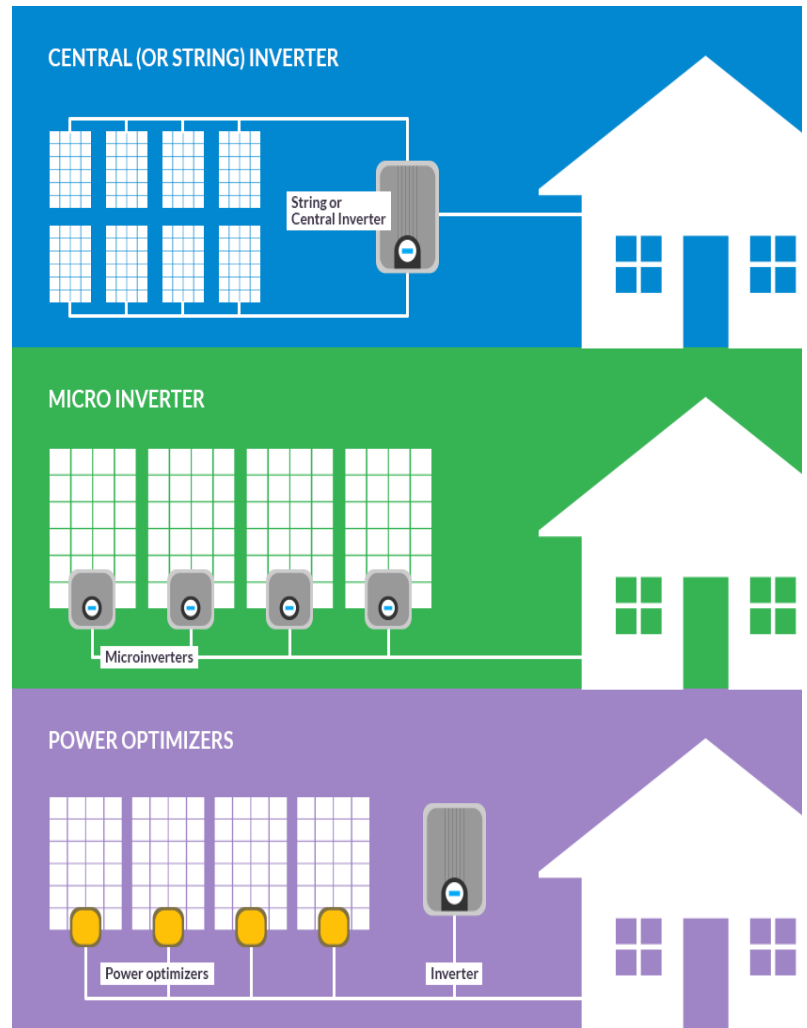 CENTRAL (OR STRING) INVERTER
String or
Central Inverter
MICRO INVERTER
Microinverters
POWER OPTIMIZERS
Power optimizers
Inverter